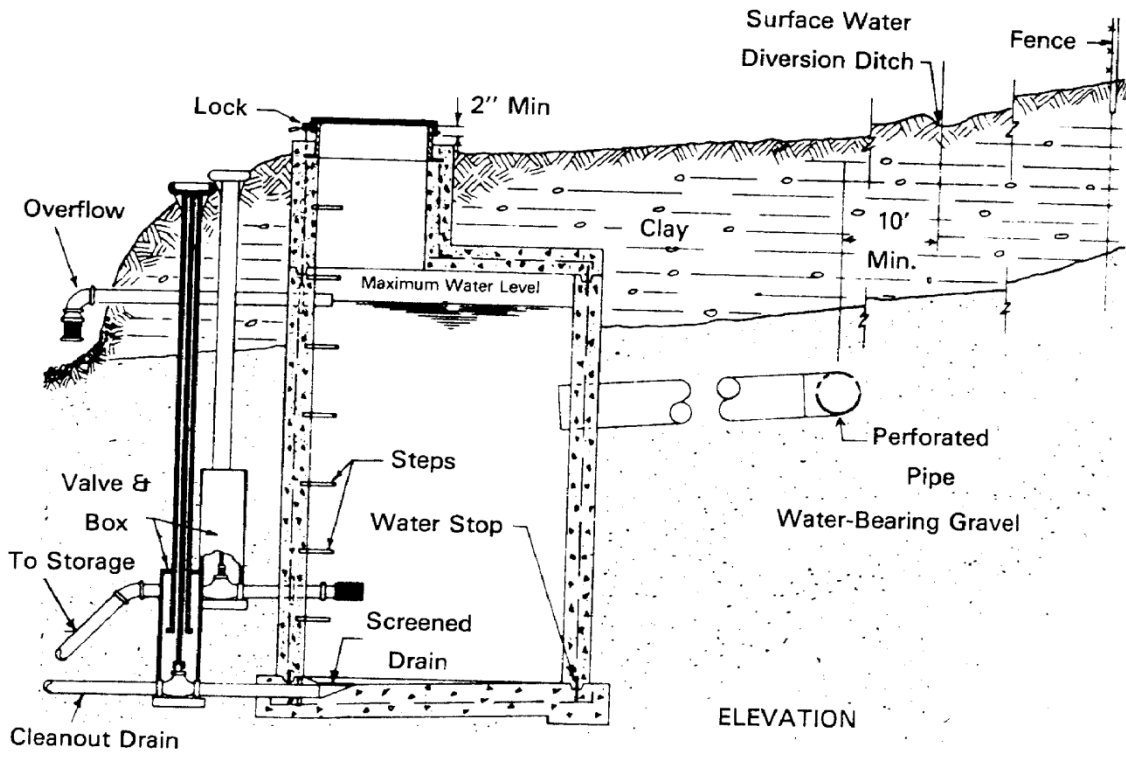 Surface Water
Diversion Ditch
Fence
Lock
2'' Min
Overflow
Clay
10'
Min.
Maximum Water Level
Perforated
Pipe
Water-Bearing Gravel
Steps
Valve &
Box
Water Stop
To Storage
Screened
Drain
ELEVATION
Cleanout Drain